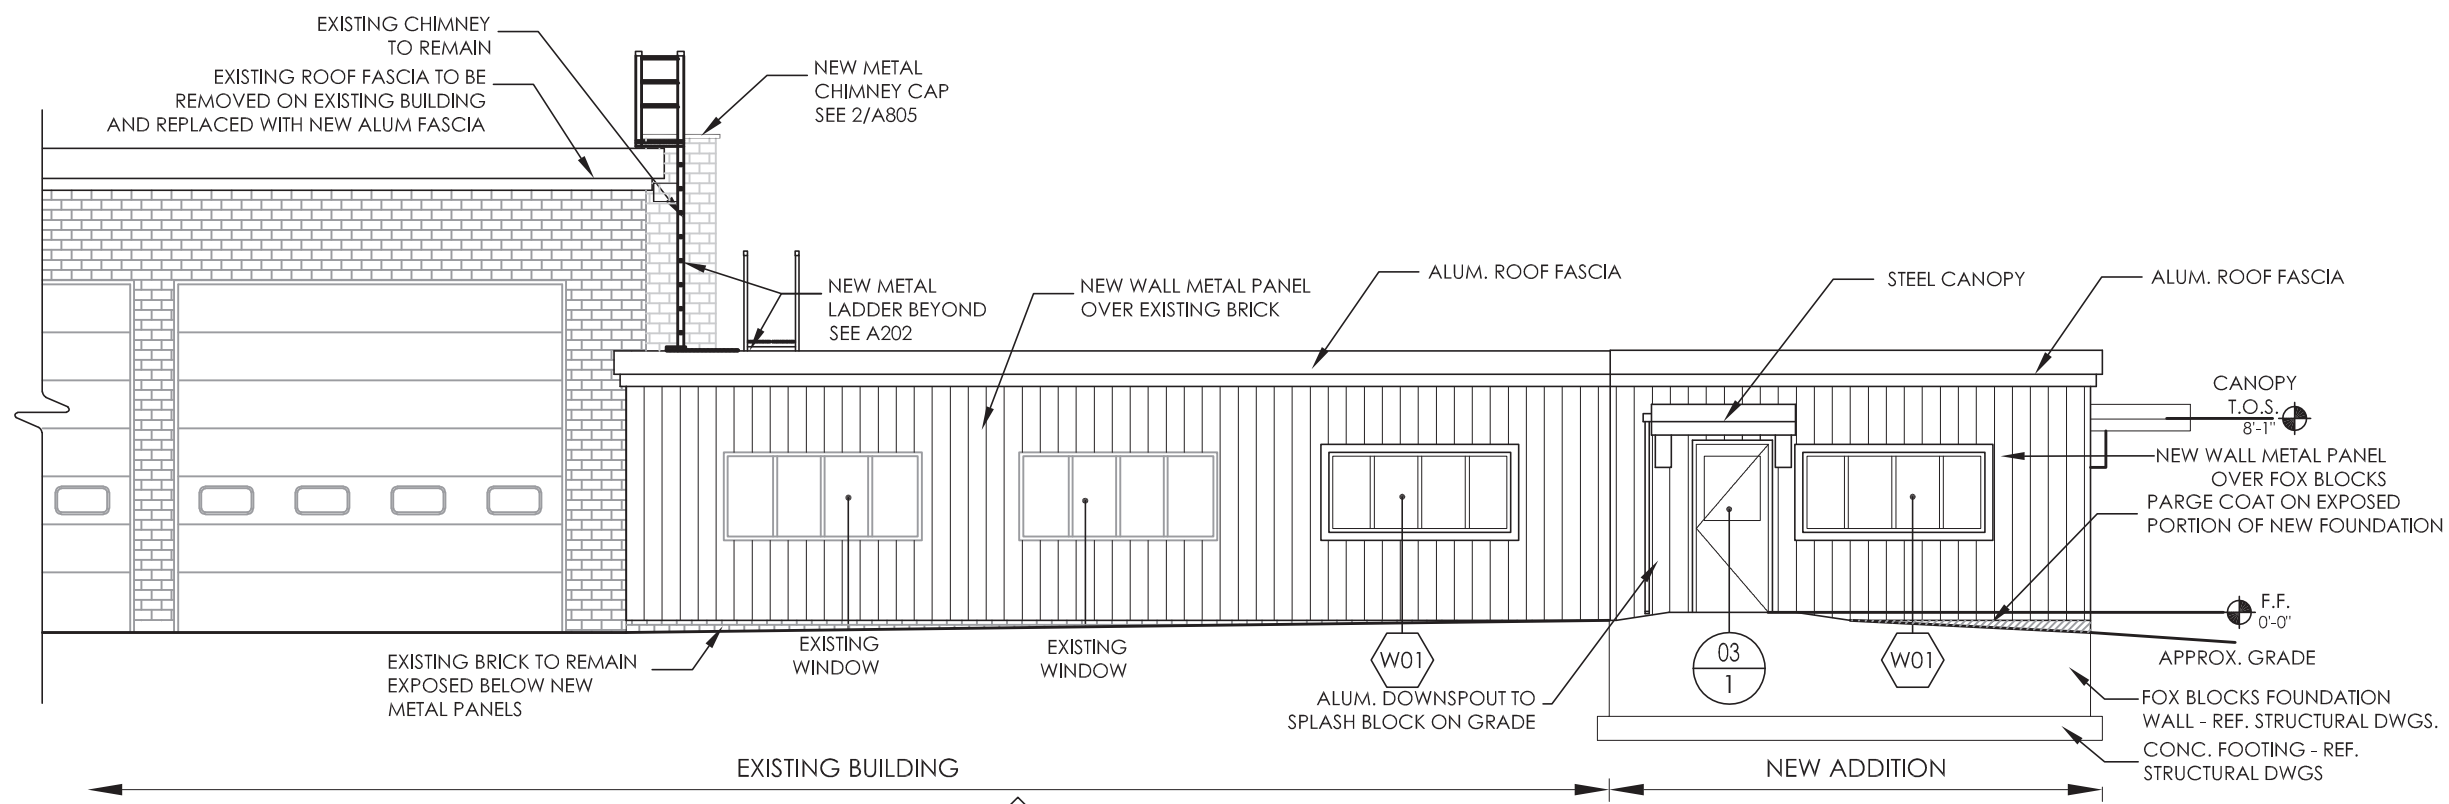 EXISTING CHIMNEY
TO REMAIN
EXISTING ROOF FASCIA TO BE
REMOVED ON EXISTING BUILDING
AND REPLACED WITH NEW ALUM FASCIA
NEW METAL
CHIMNEY CAP
SEE 2/A805
NEW METAL
LADDER BEYOND
SEE A202
NEW WALL METAL PANEL
OVER EXISTING BRICK
ALUM. ROOF FASCIA
STEEL CANOPY
ALUM. ROOF FASCIA
CANOPY
T.O.S.
8'-1"
NEW WALL METAL PANEL
OVER FOX BLOCKS
PARGE COAT ON EXPOSED
PORTION OF NEW FOUNDATION
F.F.
0'-0"
APPROX. GRADE
FOX BLOCKS FOUNDATION
WALL - REF. STRUCTURAL DWGS.
CONC. FOOTING - REF.
STRUCTURAL DWGS
EXISTING BRICK TO REMAIN
EXPOSED BELOW NEW
METAL PANELS
EXISTING
WINDOW
EXISTING
WINDOW
W01
ALUM. DOWNSPOUT TO
SPLASH BLOCK ON GRADE
03
1
W01
EXISTING BUILDING
NEW ADDITION